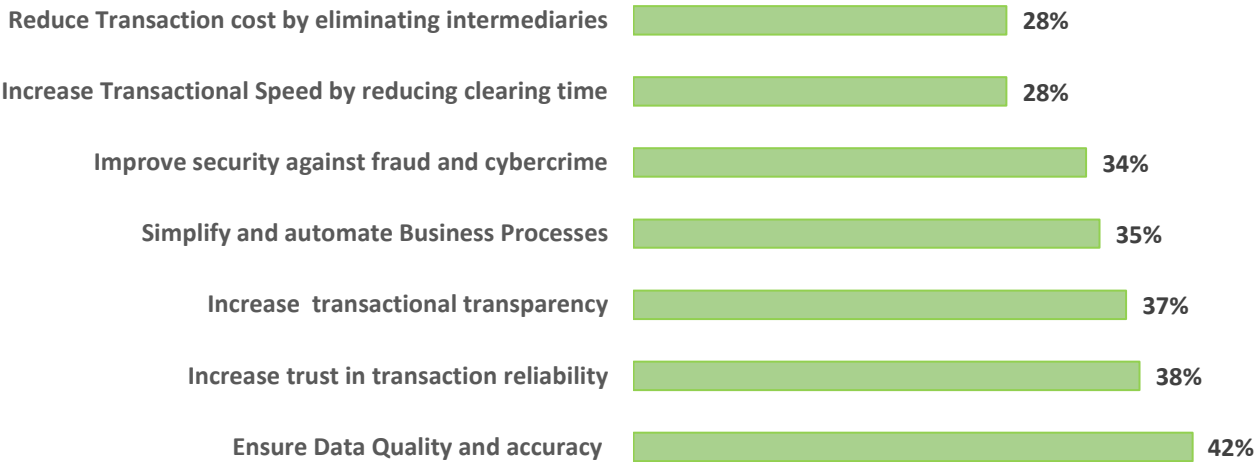 Reduce Transaction cost by eliminating intermediaries 28%
Increase Transactional Speed by reducing clearing time 28%
Improve security against fraud and cybercrime 34%
Simplify and automate Business Processes 35%
Increase  transactional transparency 37%
Increase trust in transaction reliability 38%
Ensure Data Quality and accuracy 42%